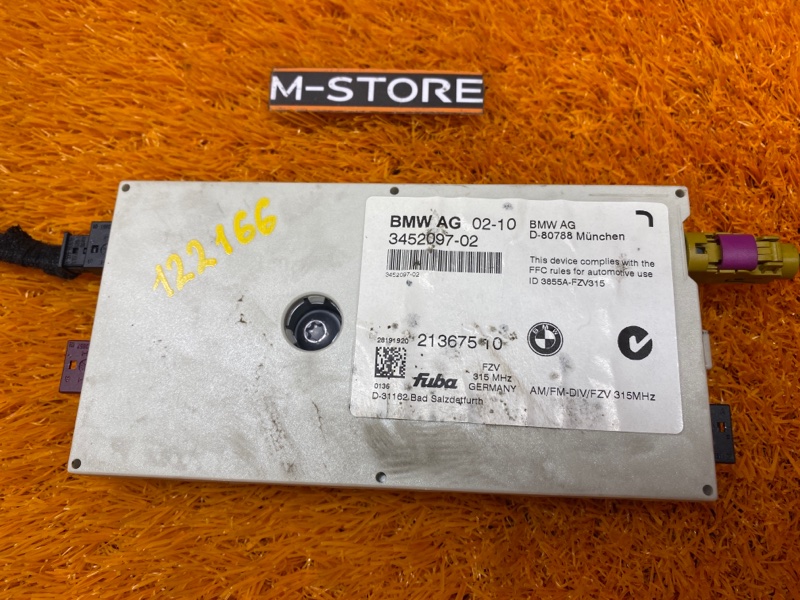 M-STORE
122166
BMW AG 02-10
3452097-02
3452097-02
BMW AG
D-80788 München
This device complies with the
FFC rules for automotive use
ID 3855A-FZV315
28191920 213675 10
0136
fuba
FZV
315 MHz
GERMANY
D-31162 Bad Salzdetfurth
BMW
AM/FM-DIV/FZV 315MHz